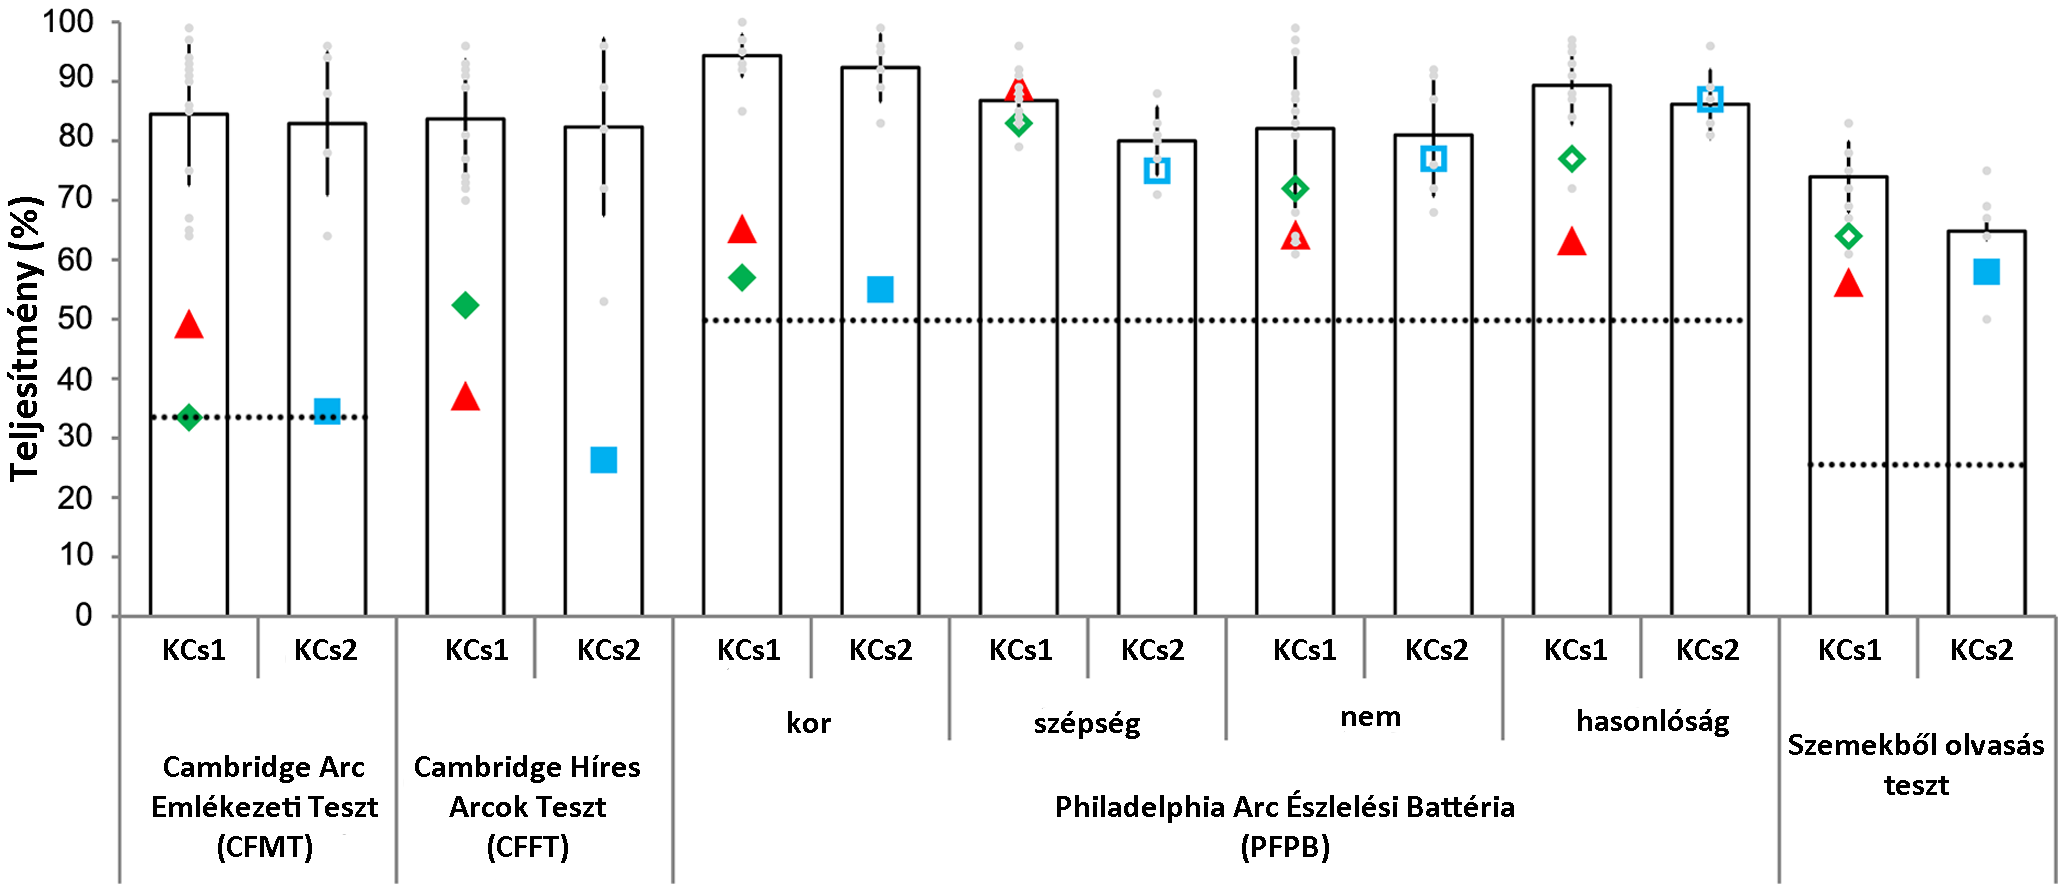 Teljesítmény (%)
100
90
80
70
60
50
40
30
20
10
0
KCs1 KCs2 KCs1 KCs2 KCs1 KCs2 KCs1 KCs2 KCs1 KCs2 KCs1 KCs2 KCs1 KCs2
kor szépség nem hasonlóság
Cambridge Arc
Emlékezeti Teszt
(CFMT)
Cambridge Híres
Arcok Teszt
(CFFT)
Philadelphia Arc Észlelési Battéria
(PFPB)
Szemekből olvasás
teszt